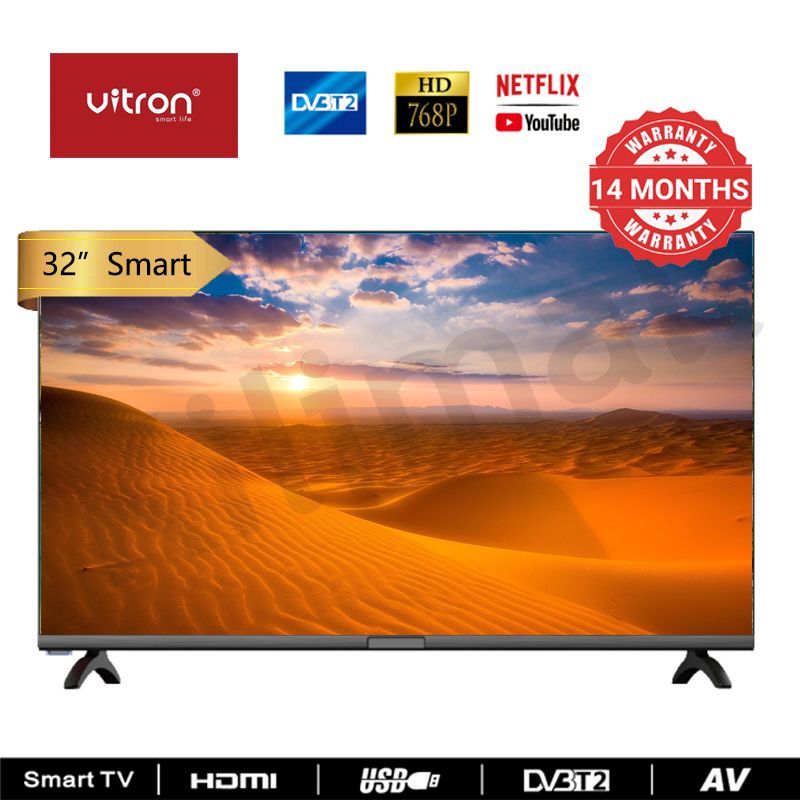 vitron®
smart life
DVB T2
HD
768P
NETFLIX
YouTube
WARRANTY
14 MONTHS
WARRANTY
32" Smart
Smart TV
HDMI
USB
DVB T2
AV